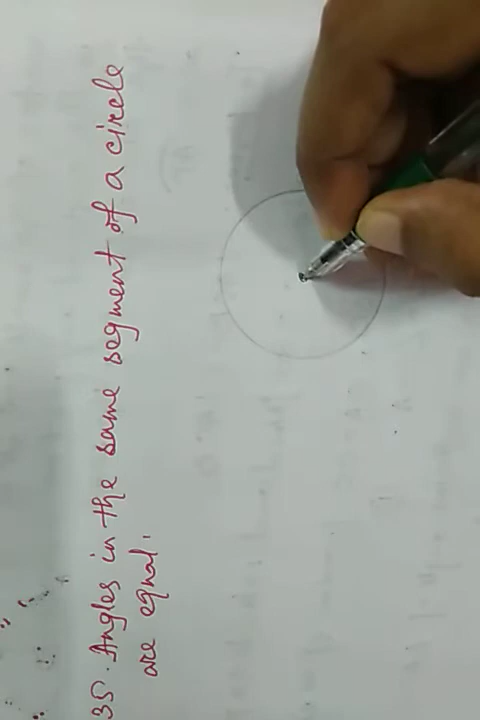 35. Angles in the same segment of a circle
are equal.